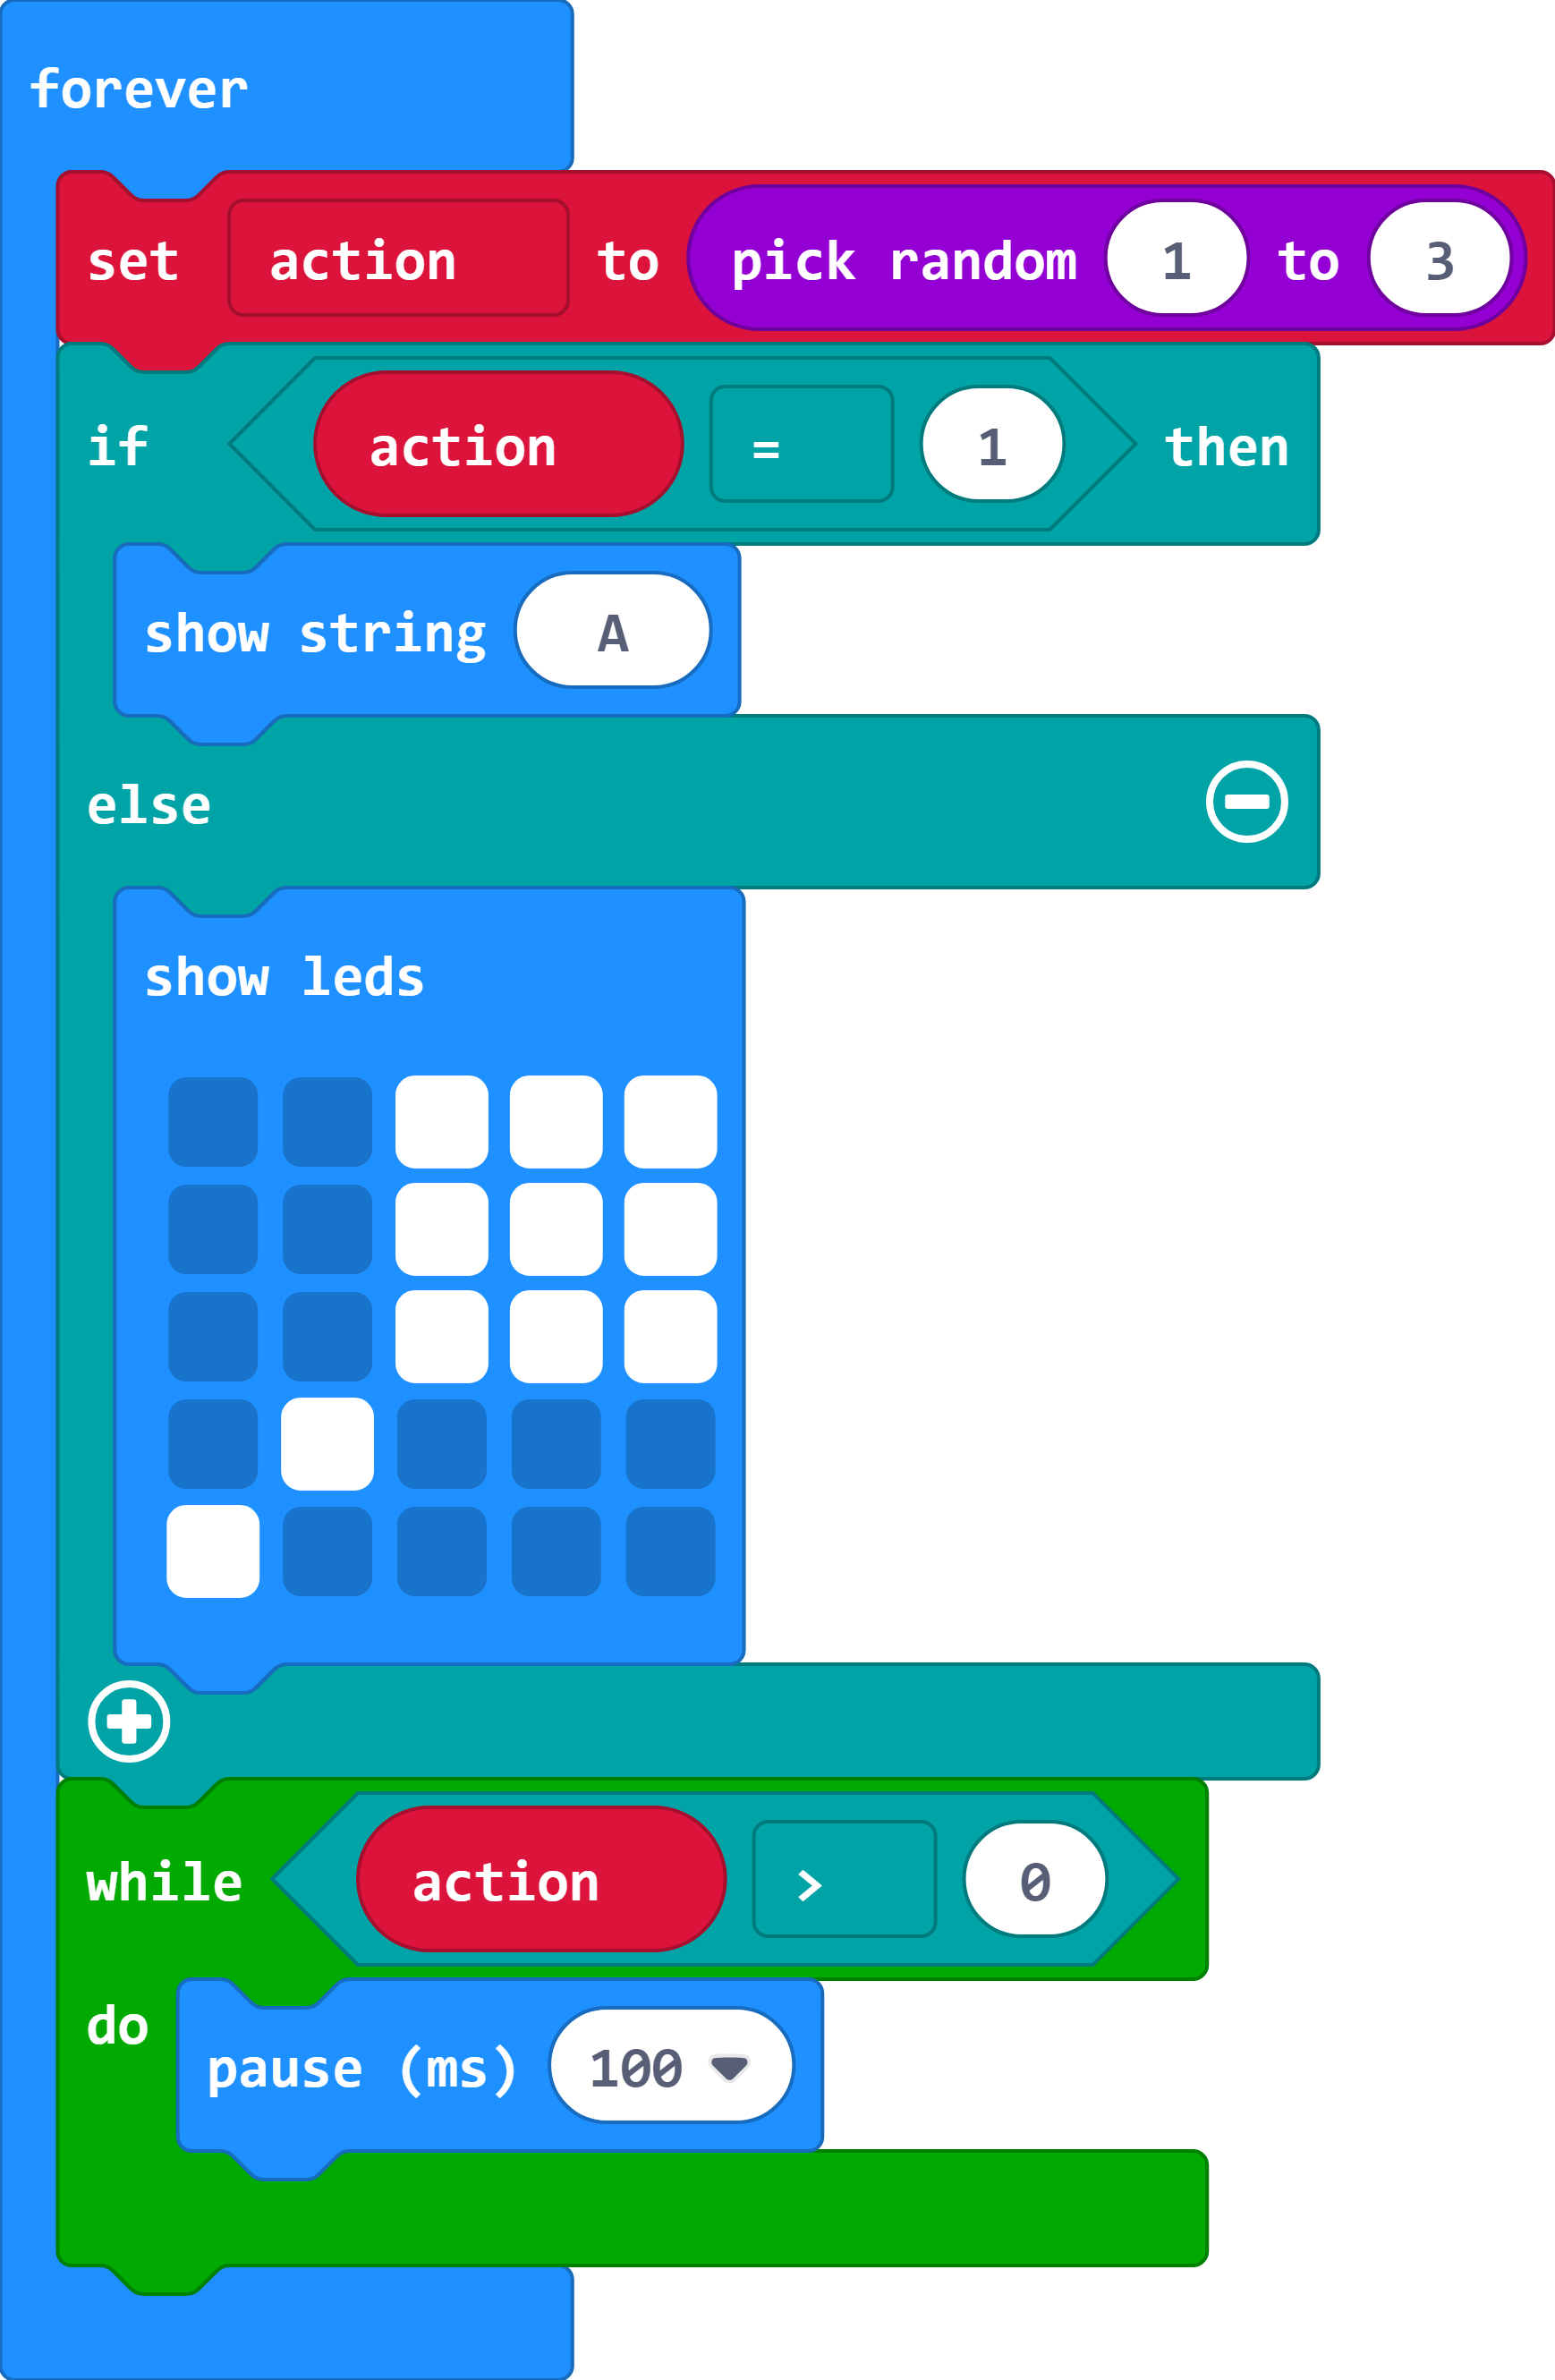 forever
set action to pick random 1 to 3
if action = 1 then
show string A
else
show leds
while action > 0
do pause (ms) 100